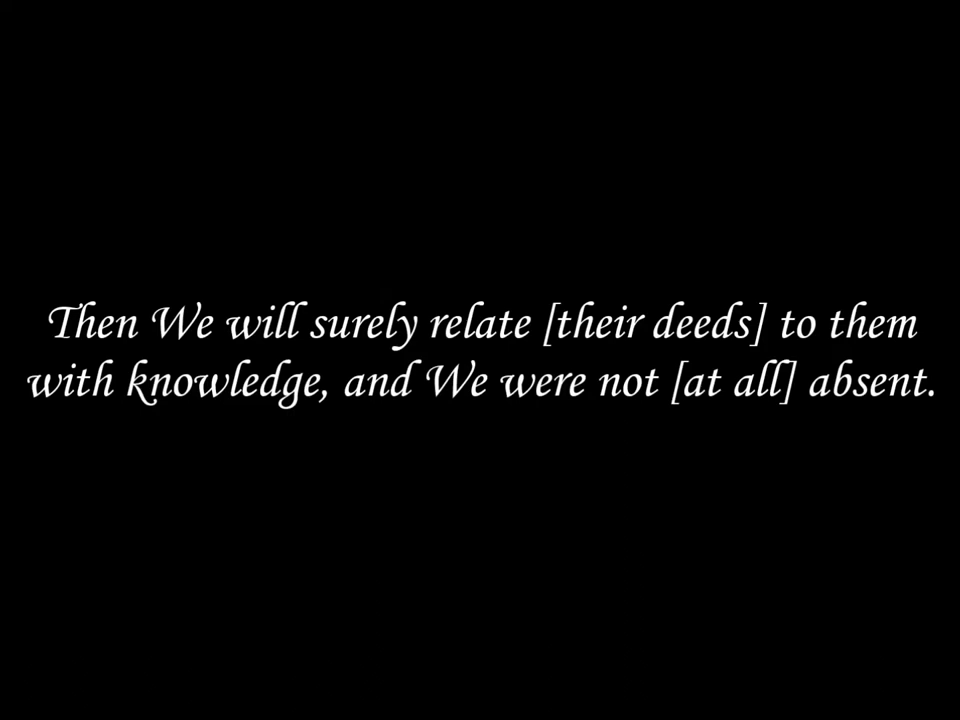 Then We will surely relate [their deeds] to them
with knowledge, and We were not [at all] absent.